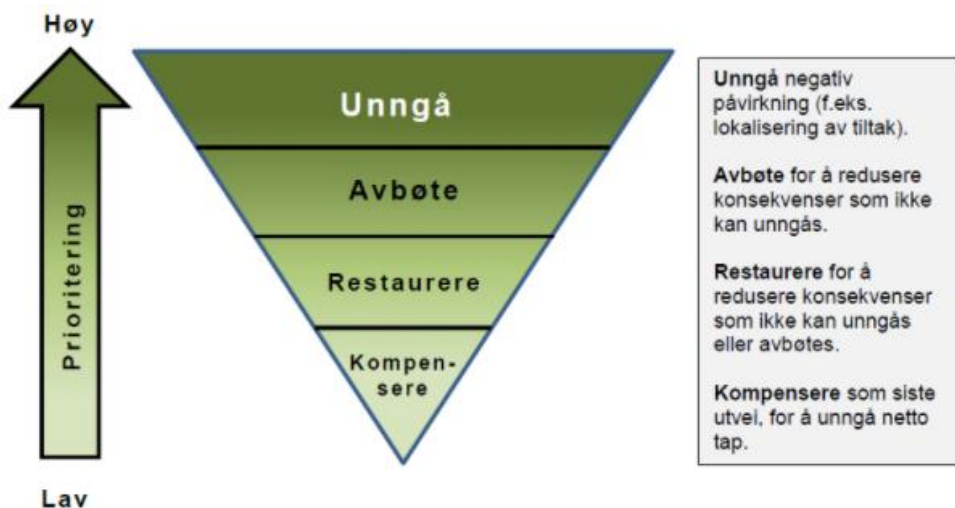 Høy
Prioritering
Lav
Unngå
Avbøte
Restaurere
Kompen-
sere
Unngå negativ
påvirkning (f.eks.
lokalisering av tiltak).
Avbøte for å redusere
konsekvenser som ikke
kan unngås.
Restaurere for å
redusere konsekvenser
som ikke kan unngås
eller avbøtes.
Kompensere som siste
utvei, for å unngå netto
tap.